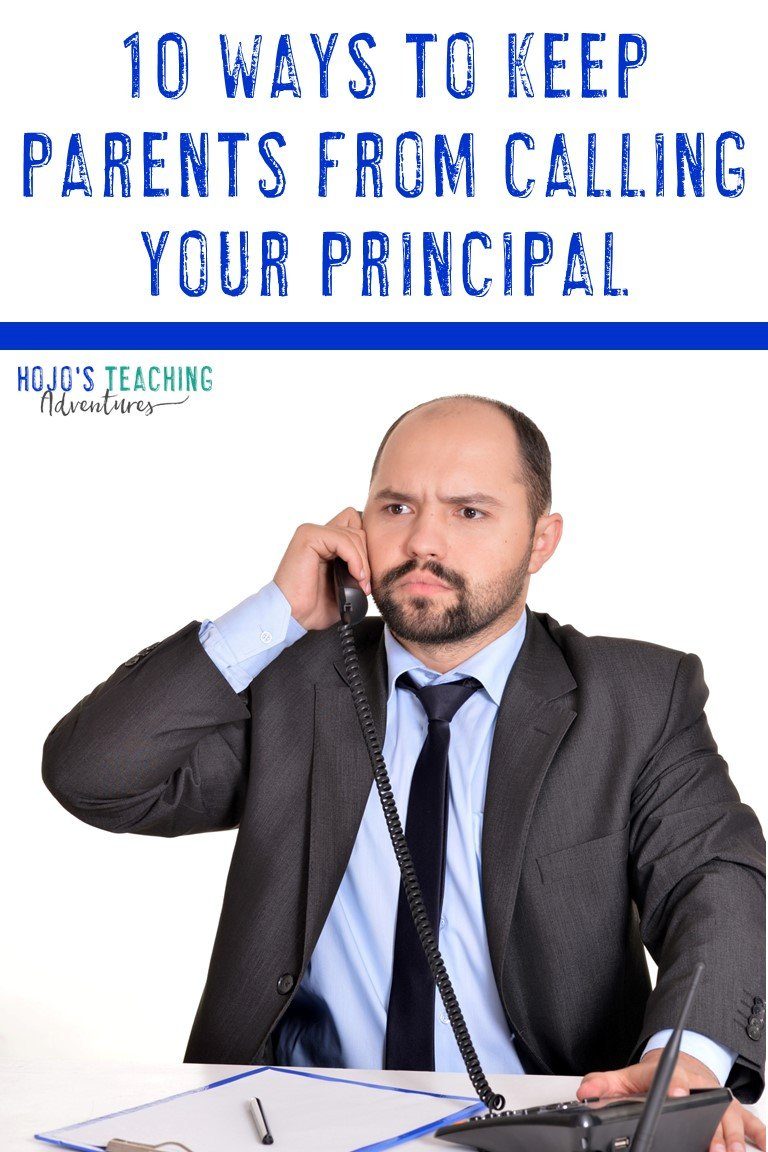 10 WAYS TO KEEP
PARENTS FROM CALLING
YOUR PRINCIPAL
HOJO'S TEACHING
Adventures